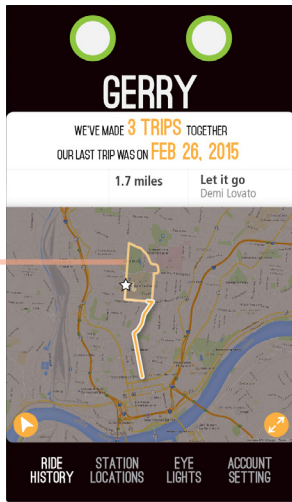 GERRY
WE'VE MADE 3 TRIPS TOGETHER
OUR LAST TRIP WAS ON FEB 26, 2015
1.7 miles
Let it go
Demi Lovato
RIDE HISTORY
STATION LOCATIONS
EYE LIGHTS
ACCOUNT SETTING